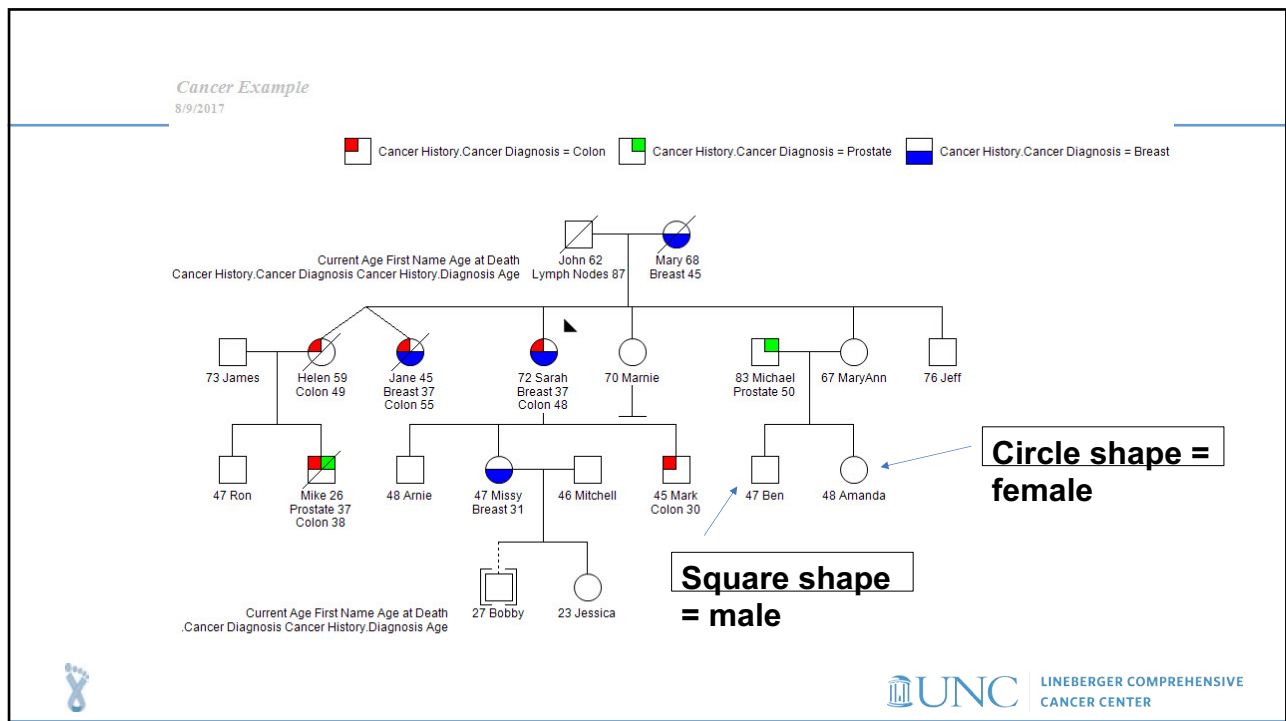 Cancer Example
8/9/2017
Cancer History.Cancer Diagnosis = Colon
Cancer History.Cancer Diagnosis = Prostate
Cancer History.Cancer Diagnosis = Breast
Current Age First Name Age at Death
Cancer History.Cancer Diagnosis Cancer History.Diagnosis Age
John 62
Lymph Nodes 87
Mary 68
Breast 45
73 James
Helen 59
Colon 49
Jane 45
Breast 37
Colon 55
72 Sarah
Breast 37
Colon 48
70 Marnie
83 Michael
Prostate 50
67 MaryAnn
76 Jeff
47 Ron
Mike 26
Prostate 37
Colon 38
48 Arnie
47 Missy
Breast 31
46 Mitchell
45 Mark
Colon 30
47 Ben
48 Amanda
Circle shape =
female
Square shape
= male
27 Bobby
23 Jessica
Current Age First Name Age at Death
.Cancer Diagnosis Cancer History.Diagnosis Age
UNC
LINEBERGER COMPREHENSIVE
CANCER CENTER